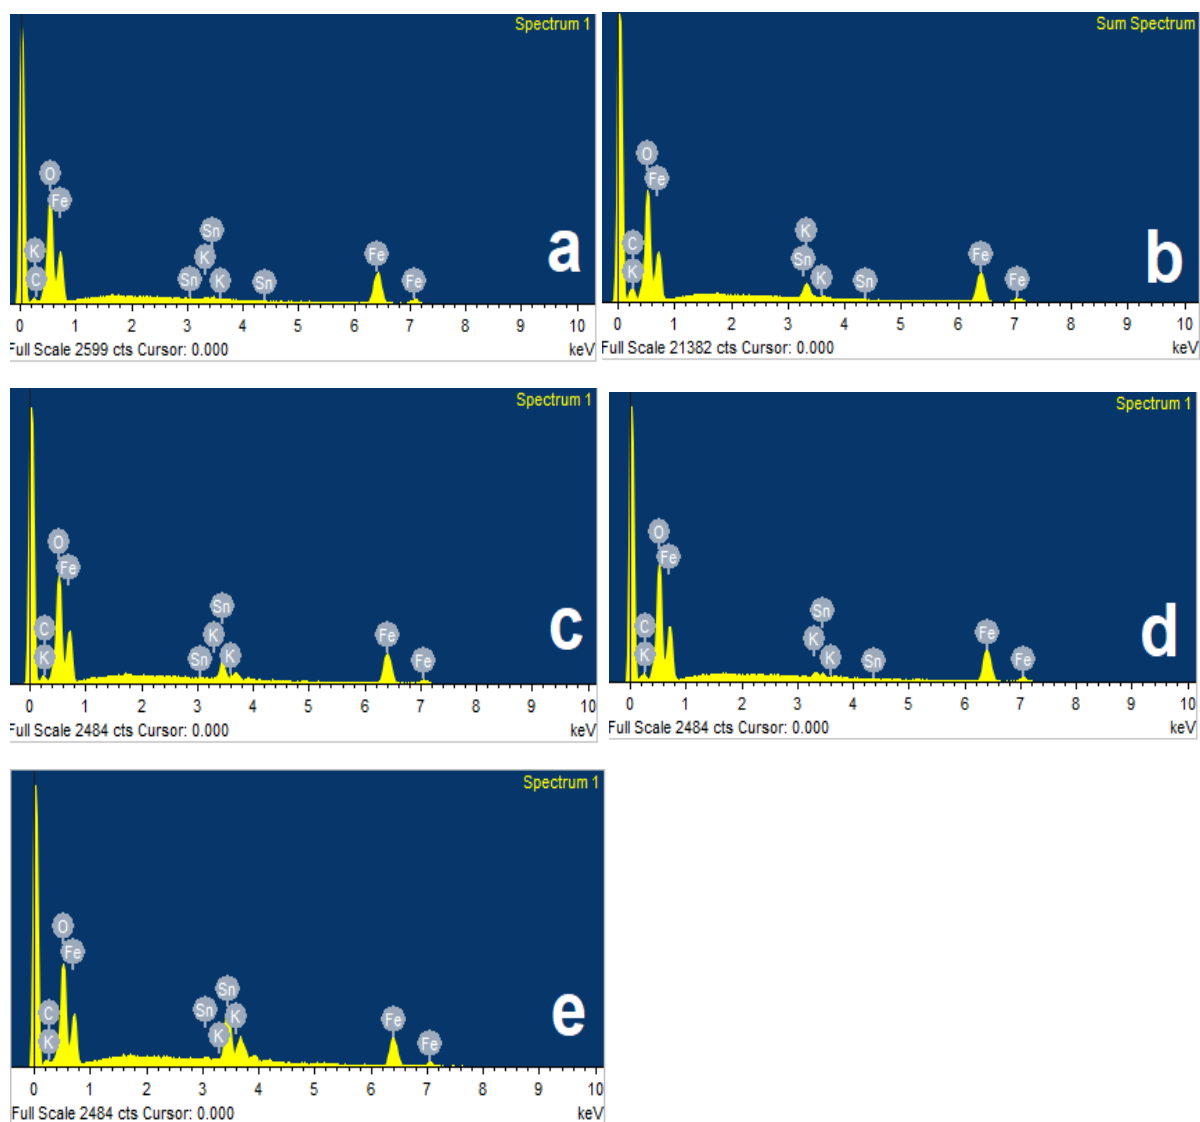 Spectrum 1
O
Fe
Sn
K
K
C
Sn
K
Sn
Fe
Fe
a
0 1 2 3 4 5 6 7 8 9 10
Full Scale 2599 cts Cursor: 0.000 keV
Sum Spectrum
O
Fe
C
K
K
Sn
K
Sn
Fe
Fe
b
0 1 2 3 4 5 6 7 8 9 10
Full Scale 21382 cts Cursor: 0.000 keV
Spectrum 1
O
Fe
Sn
C
K
K
Sn
K
Fe
Fe
c
0 1 2 3 4 5 6 7 8 9 10
Full Scale 2484 cts Cursor: 0.000 keV
Spectrum 1
O
Fe
Sn
C
K
K
K
Sn
Fe
Fe
d
0 1 2 3 4 5 6 7 8 9 10
Full Scale 2484 cts Cursor: 0.000 keV
Spectrum 1
O
Fe
Sn
C
Sn
K
K
K
Fe
Fe
e
0 1 2 3 4 5 6 7 8 9 10
Full Scale 2484 cts Cursor: 0.000 keV